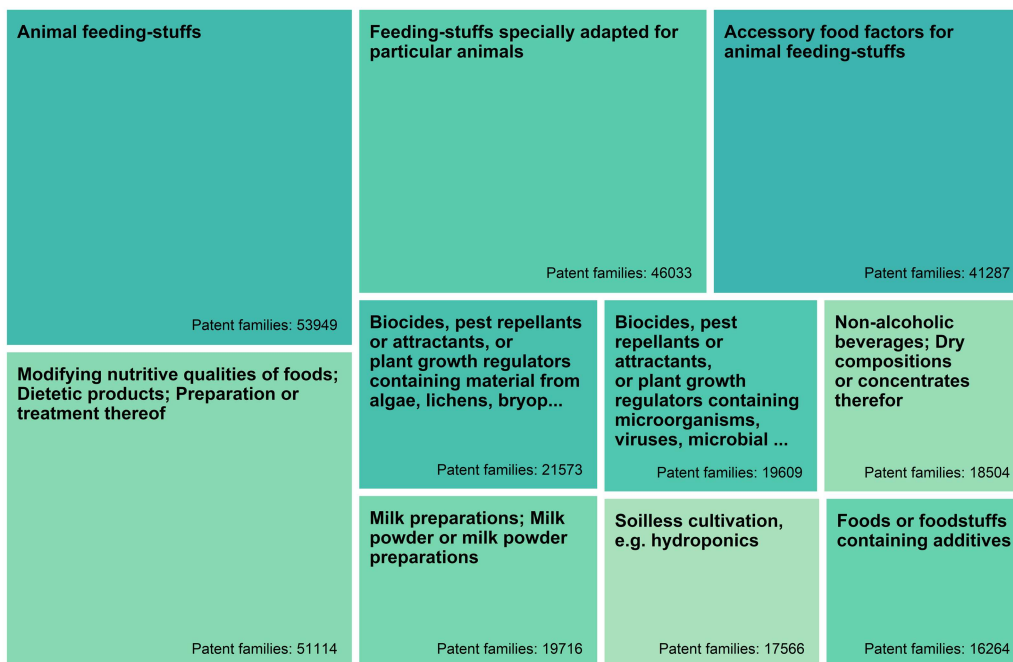 Animal feeding-stuffs
Patent families: 53949
Feeding-stuffs specially adapted for
particular animals
Patent families: 46033
Accessory food factors for
animal feeding-stuffs
Patent families: 41287
Modifying nutritive qualities of foods;
Dietetic products; Preparation or
treatment thereof
Patent families: 51114
Biocides, pest repellants
or attractants, or
plant growth regulators
containing material from
algae, lichens, bryop...
Patent families: 21573
Biocides, pest
repellants or
attractants,
or plant growth
regulators containing
microorganisms,
viruses, microbial ...
Patent families: 19609
Non-alcoholic
beverages; Dry
compositions
or concentrates
therefor
Patent families: 18504
Milk preparations; Milk
powder or milk powder
preparations
Patent families: 19716
Soilless cultivation,
e.g. hydroponics
Patent families: 17566
Foods or foodstuffs
containing additives
Patent families: 16264